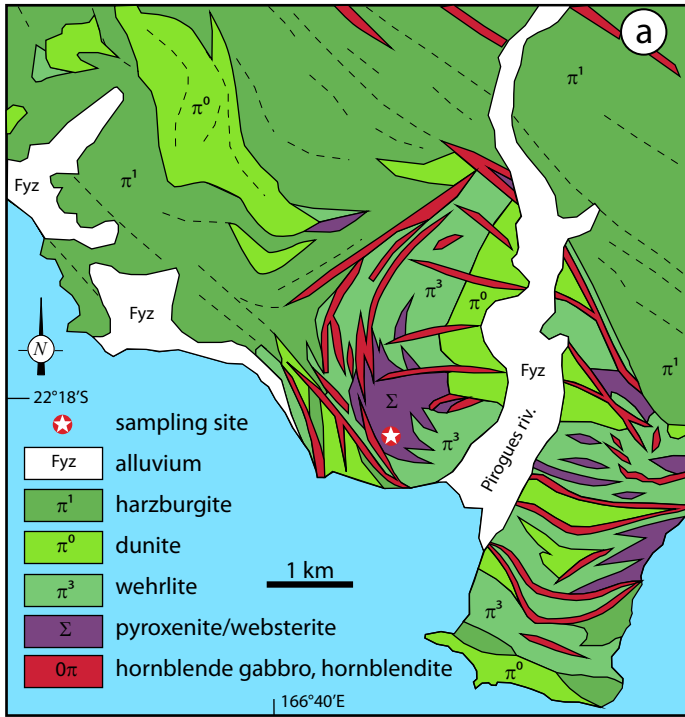 a
π¹
π⁰
π¹
Fyz
π³
π⁰
Fyz
N
Fyz
π¹
22°18'S
Σ
sampling site
π³
Fyz alluvium
Pirogues riv.
π¹ harzburgite
π⁰ dunite
π³ wehrlite
1 km
π³
Σ pyroxenite/websterite
0π hornblende gabbro, hornblendite
π⁰
166°40'E